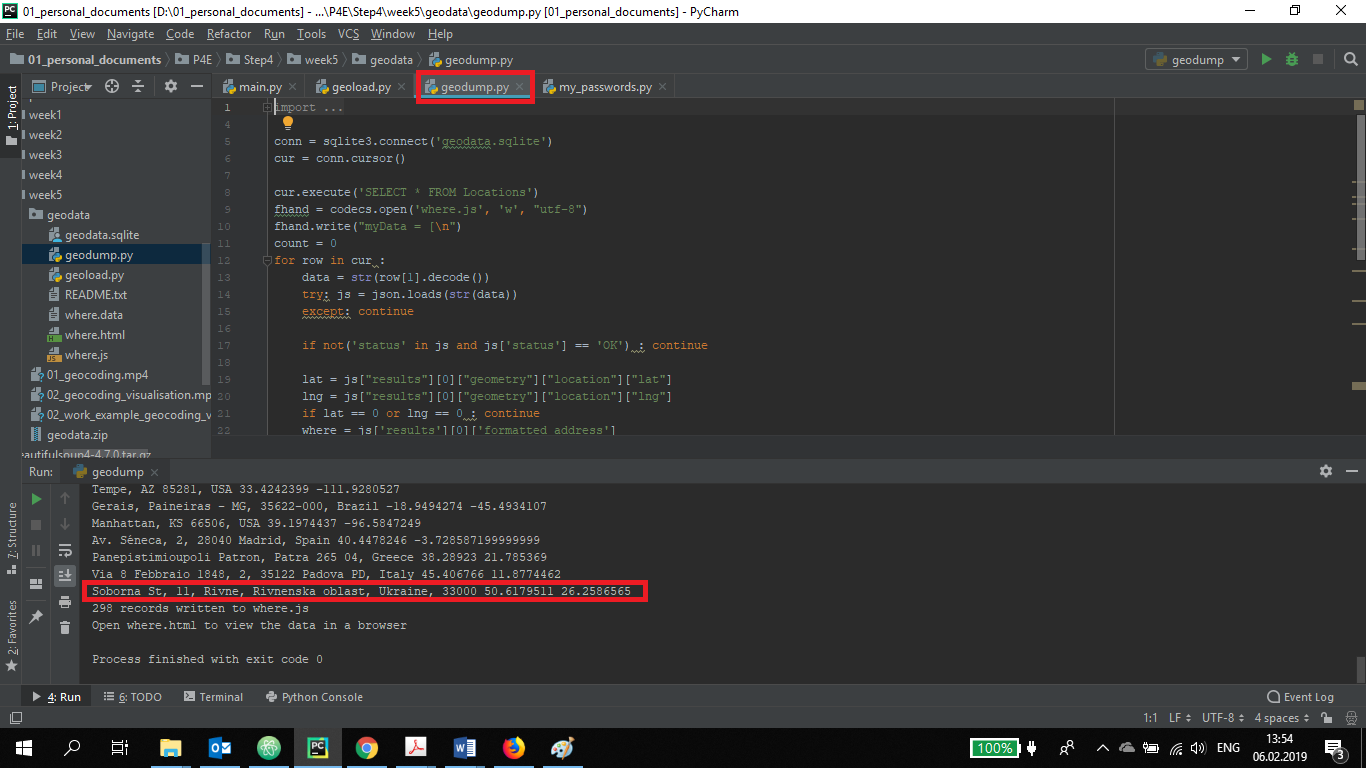 01_personal_documents [D:\01_personal_documents] - ...\P4E\Step4\week5\geodata\geodump.py [01_personal_documents] - PyCharm
File Edit View Navigate Code Refactor Run Tools VCS Window Help
01_personal_documents P4E Step4 week5 geodata geodump.py
geodump
Project
main.py geoload.py geodump.py my_passwords.py
1: Project
week1
week2
week3
week4
week5
geodata
geodata.sqlite
geodump.py
geoload.py
README.txt
where.data
where.html
where.js
01_geocoding.mp4
02_geocoding_visualisation.mp
02_work_example_geocoding_v
geodata.zip
eautifulsoup4-4.7.0.tar.gz
1 import ...
4
5 conn = sqlite3.connect('geodata.sqlite')
6 cur = conn.cursor()
7
8 cur.execute('SELECT * FROM Locations')
9 fhand = codecs.open('where.js', 'w', "utf-8")
10 fhand.write("myData = [\n")
11 count = 0
12 for row in cur :
13 data = str(row[1].decode())
14 try: js = json.loads(str(data))
15 except: continue
16
17 if not('status' in js and js['status'] == 'OK') : continue
18
19 lat = js["results"][0]["geometry"]["location"]["lat"]
20 lng = js["results"][0]["geometry"]["location"]["lng"]
21 if lat == 0 or lng == 0 : continue
22 where = js['results'][0]['formatted_address']
Run: geodump
Tempe, AZ 85281, USA 33.4242399 -111.9280527
Gerais, Paineiras - MG, 35622-000, Brazil -18.9494274 -45.4934107
Manhattan, KS 66506, USA 39.1974437 -96.5847249
Av. Séneca, 2, 28040 Madrid, Spain 40.4478246 -3.728587199999999
Panepistimioupoli Patron, Patra 265 04, Greece 38.28923 21.785369
Via 8 Febbraio 1848, 2, 35122 Padova PD, Italy 45.406766 11.8774462
Soborna St, 11, Rivne, Rivnenska oblast, Ukraine, 33000 50.6179511 26.2586565
298 records written to where.js
Open where.html to view the data in a browser
Process finished with exit code 0
7: Structure
2: Favorites
4: Run 6: TODO Terminal Python Console Event Log
1:1 LF UTF-8 4 spaces
100% ENG 13:54
06.02.2019
3